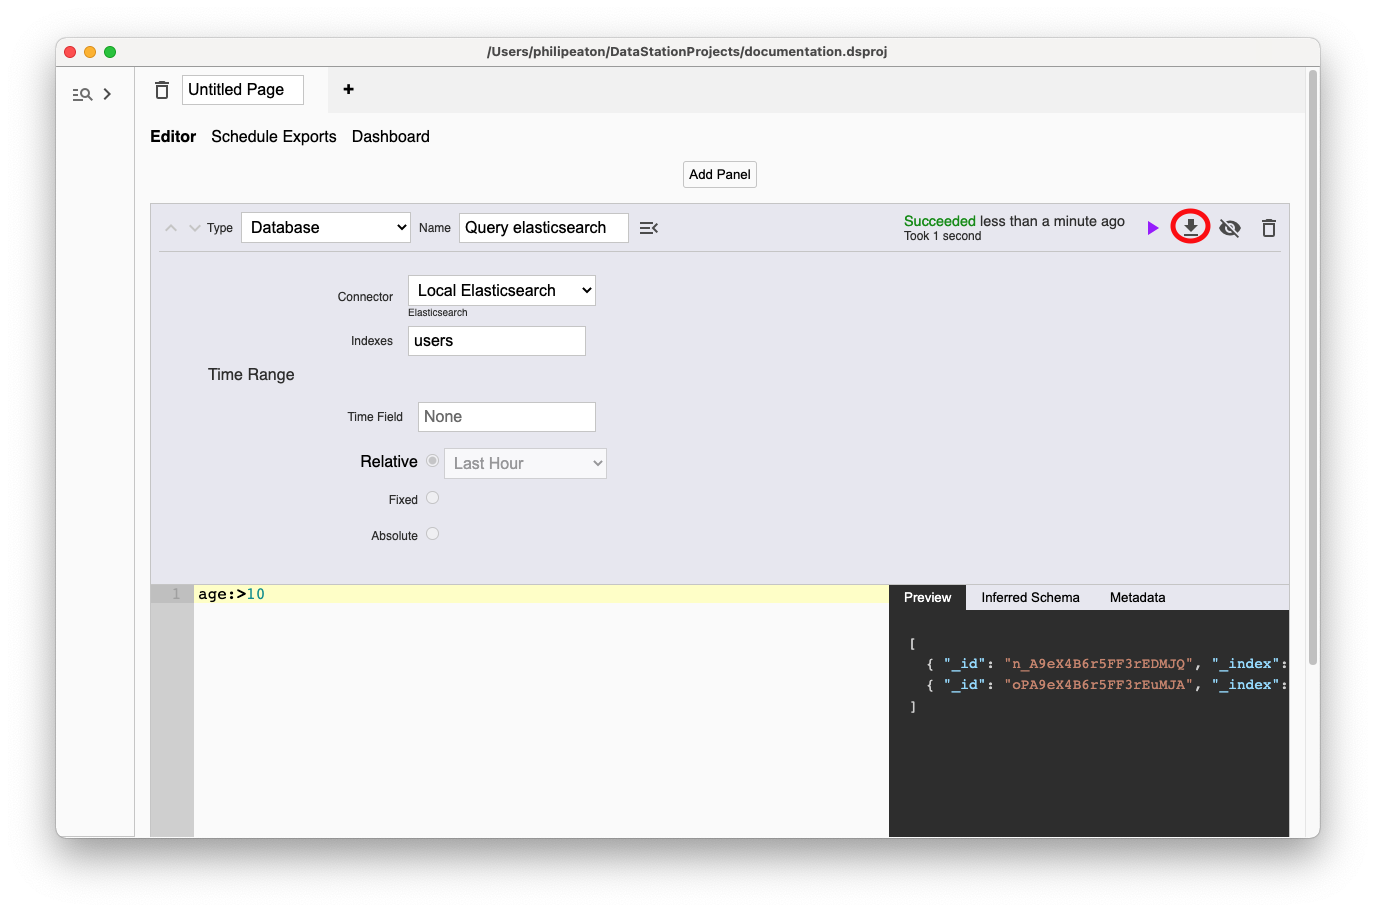 /Users/philipeaton/DataStationProjects/documentation.dsproj
Untitled Page
+
Editor Schedule Exports Dashboard
Add Panel
Type Database Name Query elasticsearch
Succeeded less than a minute ago
Took 1 second
Connector Local Elasticsearch
Elasticsearch
Indexes users
Time Range
Time Field None
Relative Last Hour
Fixed
Absolute
1 age:>10
Preview Inferred Schema Metadata
[
{ "_id": "n_A9eX4B6r5FF3rEDMJQ", "_index":
{ "_id": "oPA9eX4B6r5FF3rEuMJA", "_index":
]